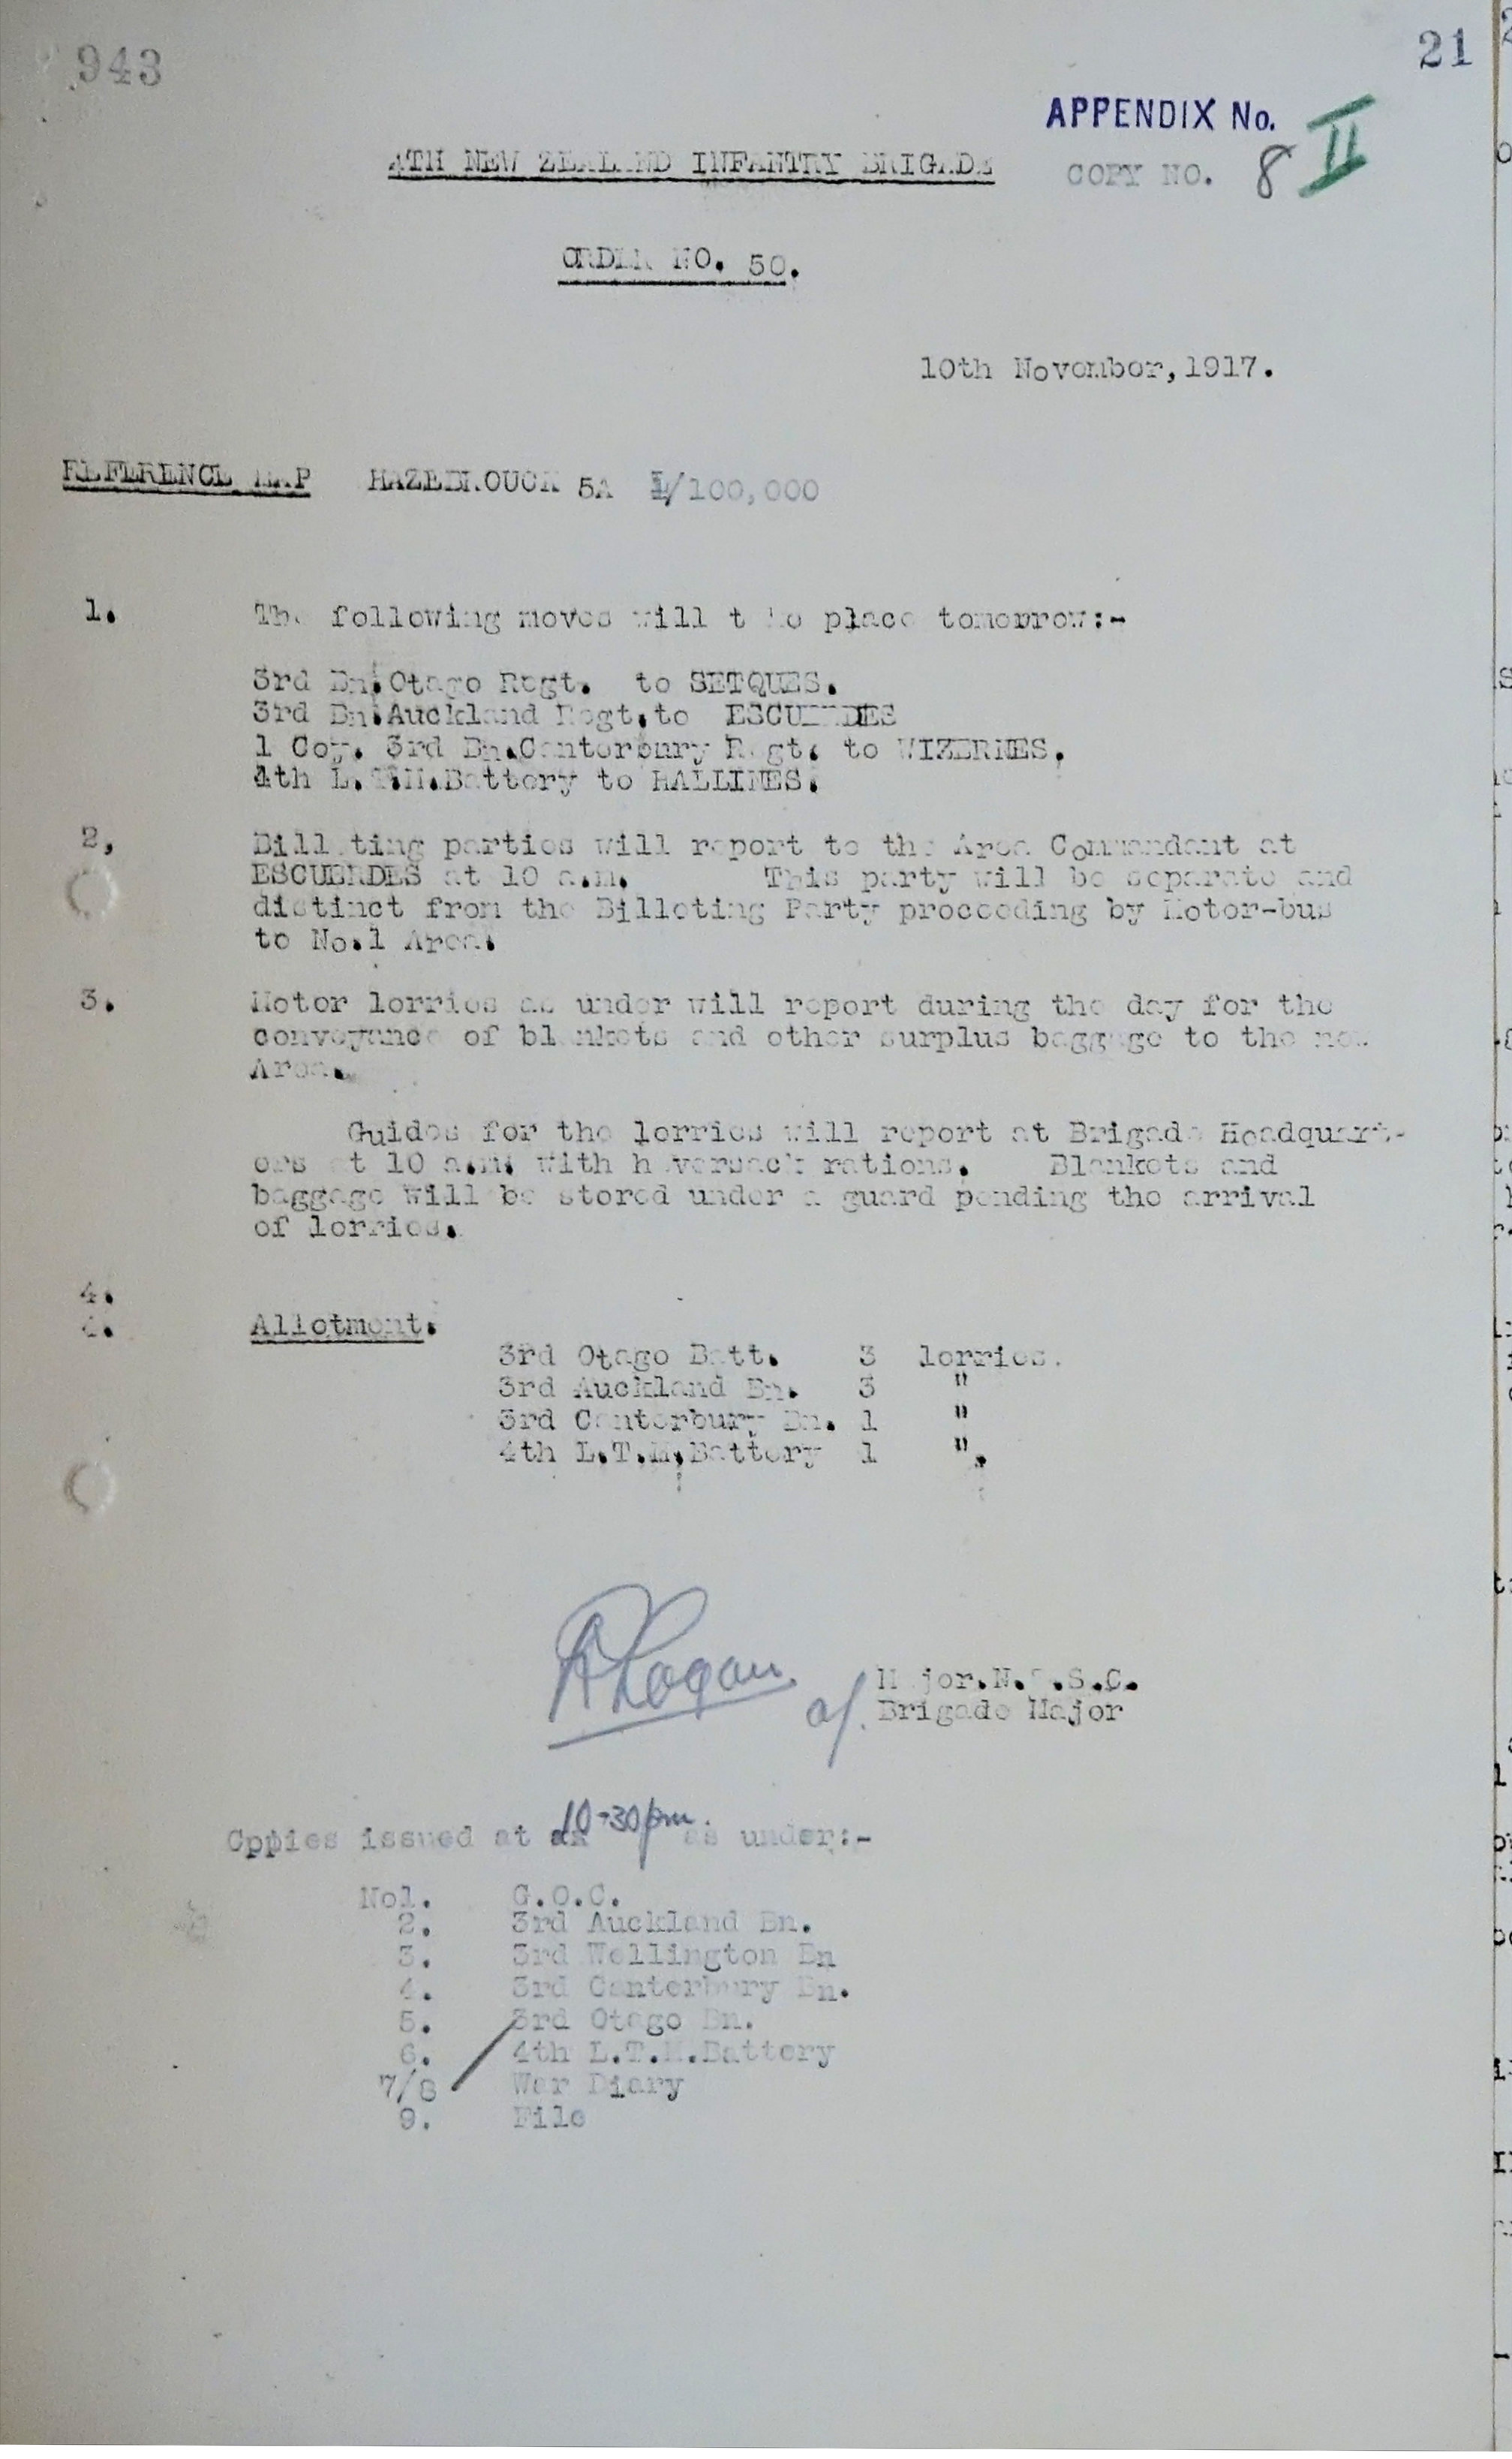 943
21
APPENDIX No. II
4TH NEW ZEALAND INFANTRY BRIGADE
COPY NO. 8
ORDER NO. 50.
10th November, 1917.
REFERENCE MAP HAZEBROUCK 5A 1/100,000
1. The following moves will take place tomorrow:-
3rd Bn.Otago Regt. to SETQUES.
3rd Bn.Auckland Regt.to ESCUERDES
1 Coy. 3rd Bn.Canterbury Regt. to WIZERNES.
4th L.T.M.Battery to HALLINES.
2, Billeting parties will report to the Area Commandant at
ESCUERDES at 10 a.m. This party will be separate and
distinct from the Billeting Party proceeding by Motor-bus
to No.1 Area.
3. Motor lorries as under will report during the day for the
conveyance of blankets and other surplus baggage to the new
Area.
Guides for the lorries will report at Brigade Headquart-
ers at 10 a.m. with haversack rations. Blankets and
baggage will be stored under a guard pending the arrival
of lorries.
4.
4. Allotment.
3rd Otago Batt. 3 lorries.
3rd Auckland Bn. 3 "
3rd Canterbury Bn. 1 "
4th L.T.M.Battery 1 ".
Logan
Major.N.Z.S.C.
a/. Brigade Major
Cppies issued at 10-30pm. as under:-
No1. G.O.C.
2. 3rd Auckland Bn.
3. 3rd Wellington Bn
4. 3rd Canterbury Bn.
5. 3rd Otago Bn.
6. 4th L.T.M.Battery
7/8 War Diary
9. File